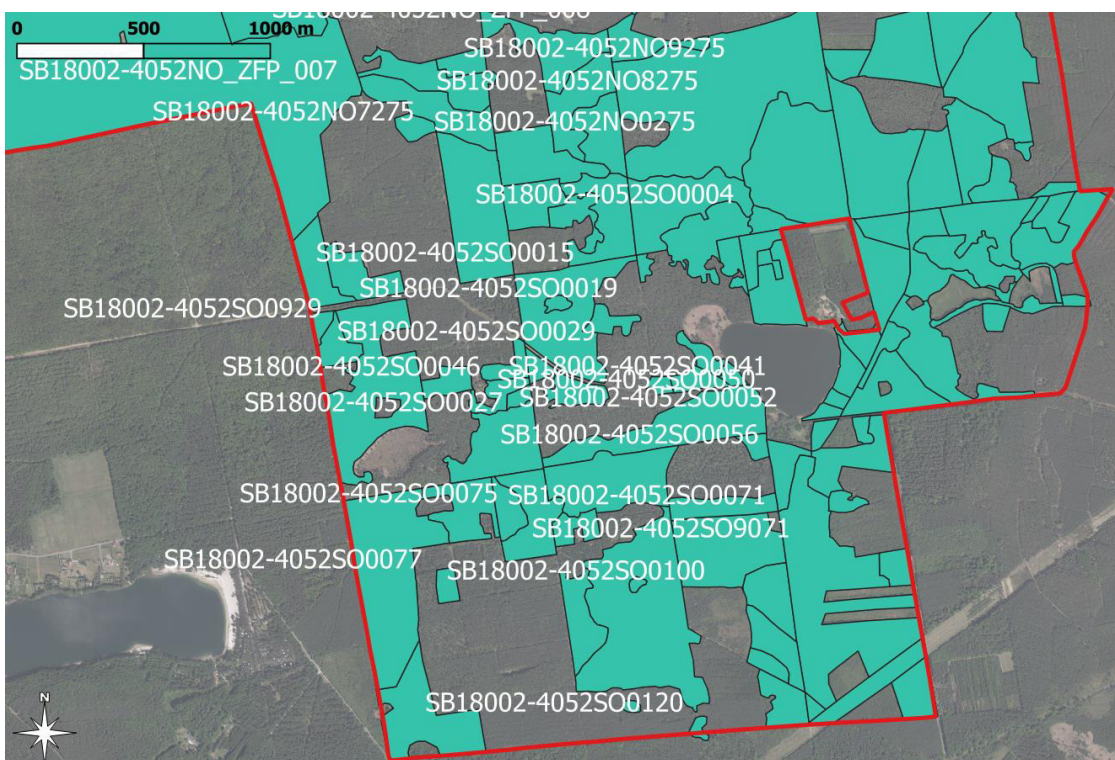 SB18002-4052NO_ZFP_006
0 500 1000 m
SB18002-4052NO9275
SB18002-4052NO_ZFP_007
SB18002-4052NO8275
SB18002-4052NO7275
SB18002-4052NO0275
SB18002-4052SO0004
SB18002-4052SO0015
SB18002-4052SO0019
SB18002-4052SO0929
SB18002-4052SO0029
SB18002-4052SO0046
SB18002-4052SO0041
SB18002-4052SO0050
SB18002-4052SO0027
SB18002-4052SO0052
SB18002-4052SO0056
SB18002-4052SO0075
SB18002-4052SO0071
SB18002-4052SO9071
SB18002-4052SO0077
SB18002-4052SO0100
SB18002-4052SO0120
N